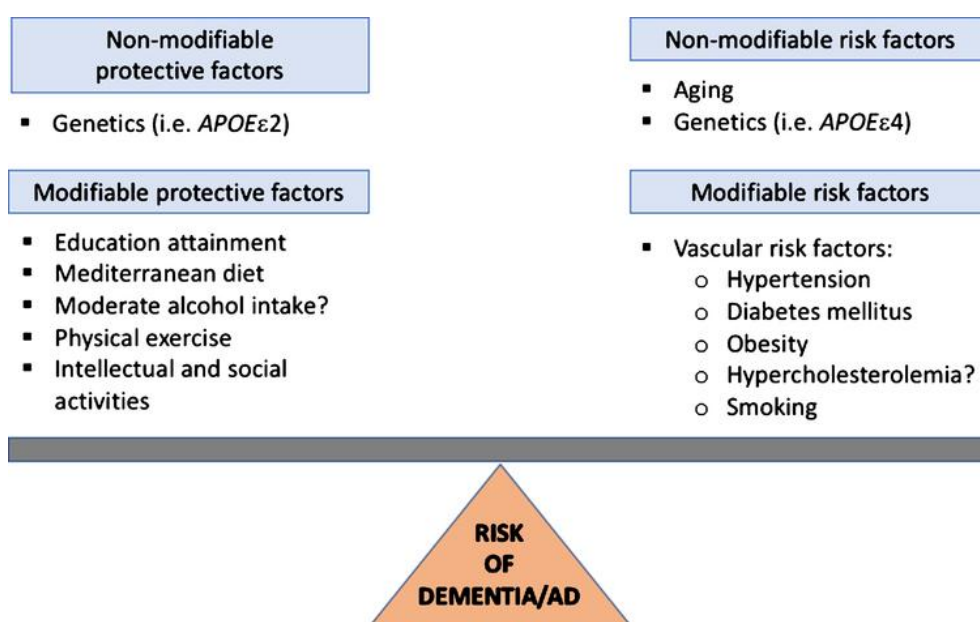 Non-modifiable
protective factors
▪ Genetics (i.e. APOEε2)
Modifiable protective factors
▪ Education attainment
▪ Mediterranean diet
▪ Moderate alcohol intake?
▪ Physical exercise
▪ Intellectual and social
activities
Non-modifiable risk factors
▪ Aging
▪ Genetics (i.e. APOEε4)
Modifiable risk factors
▪ Vascular risk factors:
o Hypertension
o Diabetes mellitus
o Obesity
o Hypercholesterolemia?
o Smoking
RISK
OF
DEMENTIA/AD